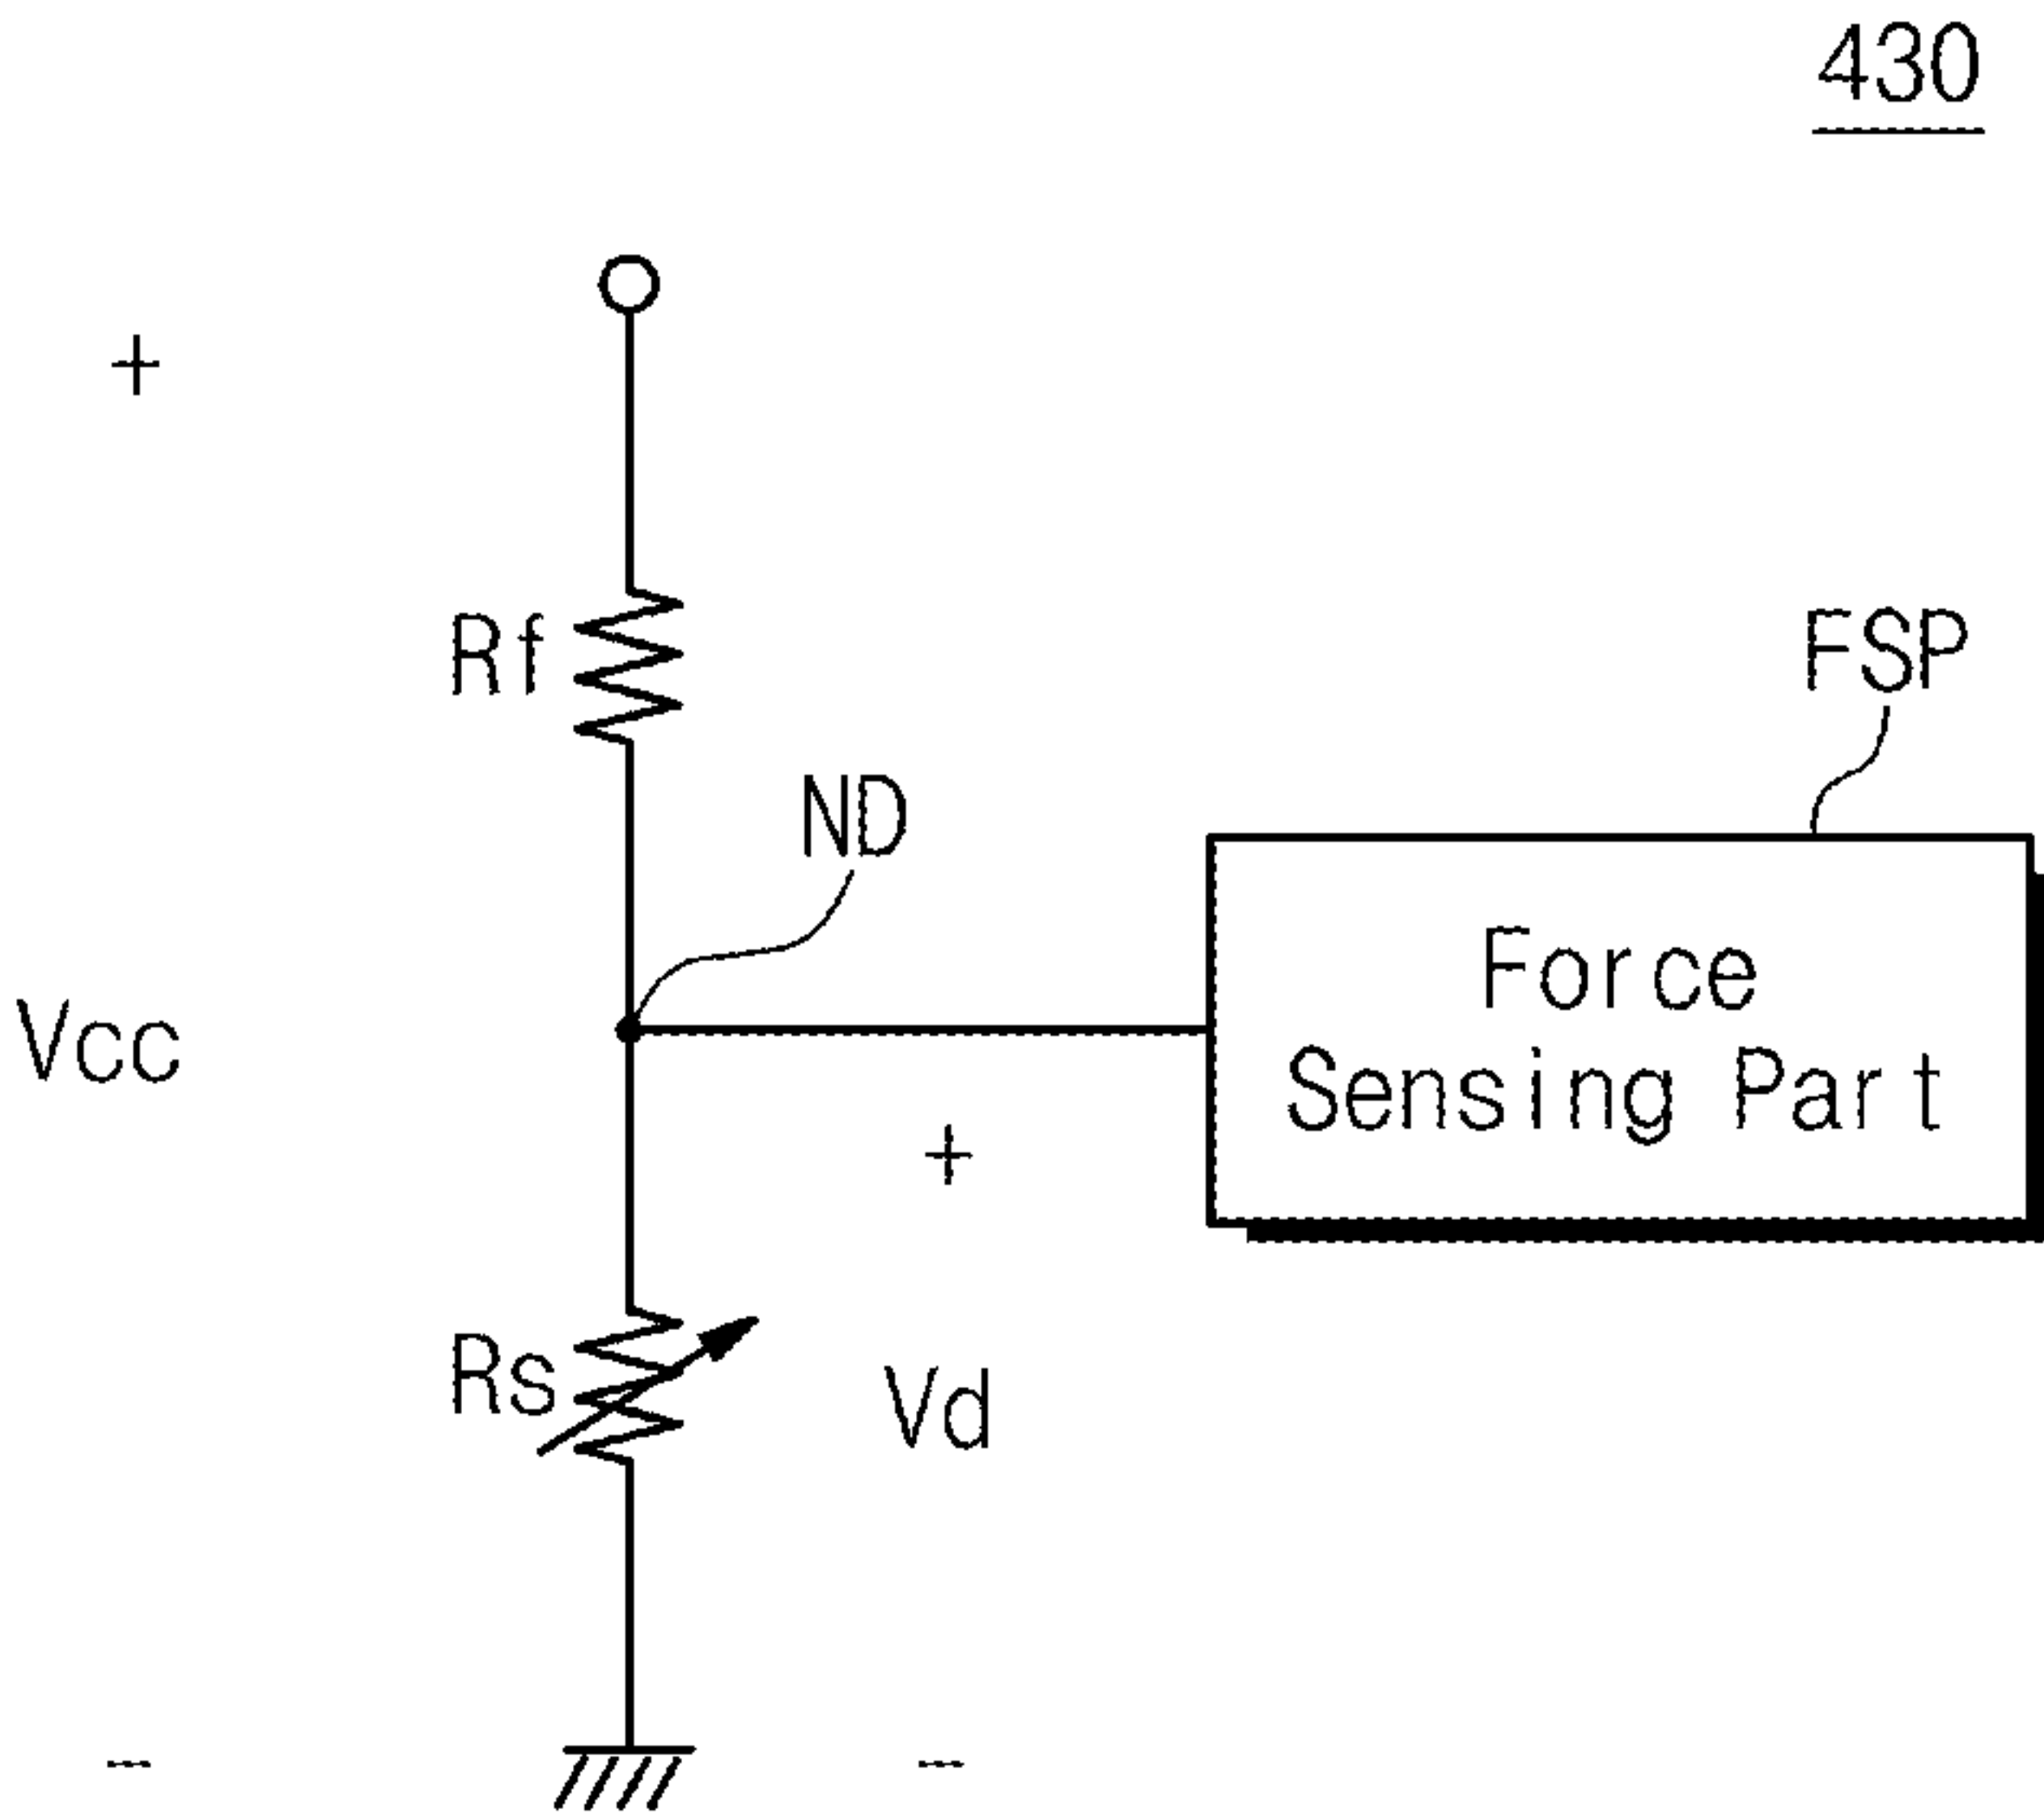 430
+
Rf
FSP
ND
Vcc
Force
Sensing Part
+
Rs
Vd
-
-